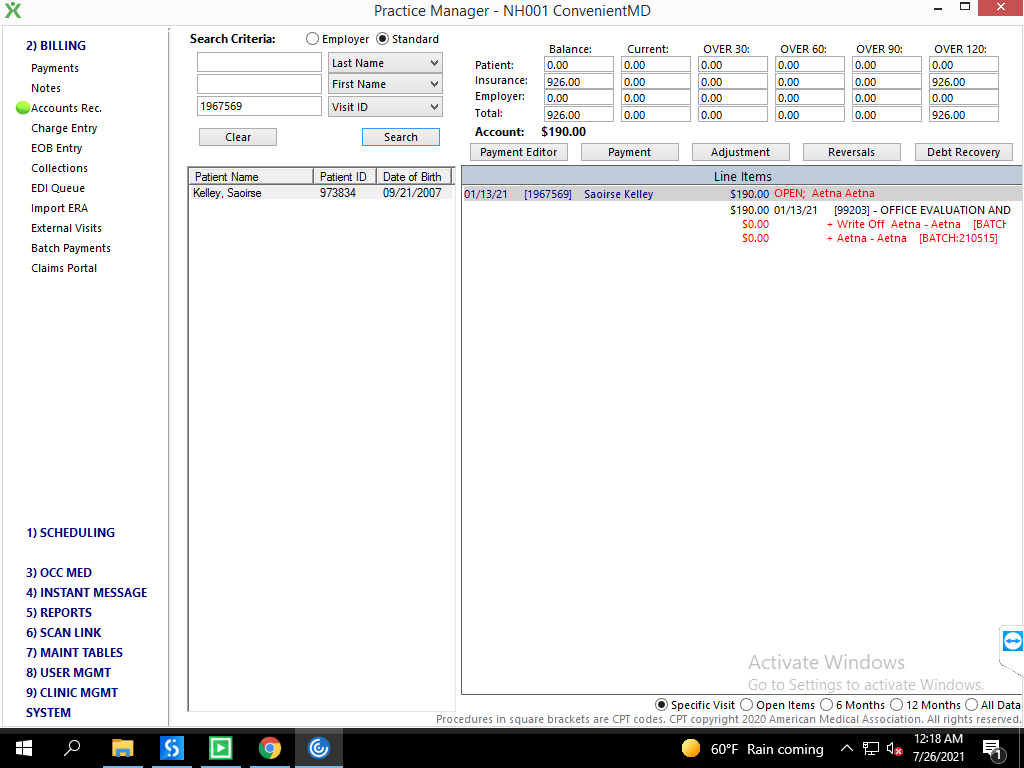 Practice Manager - NH001 ConvenientMD
2) BILLING
Payments
Notes
Accounts Rec.
Charge Entry
EOB Entry
Collections
EDI Queue
Import ERA
External Visits
Batch Payments
Claims Portal
1) SCHEDULING
3) OCC MED
4) INSTANT MESSAGE
5) REPORTS
6) SCAN LINK
7) MAINT TABLES
8) USER MGMT
9) CLINIC MGMT
SYSTEM
Search Criteria: Employer Standard
Last Name
First Name
1967569 Visit ID
Clear Search
Balance: Current: OVER 30: OVER 60: OVER 90: OVER 120:
Patient: 0.00 0.00 0.00 0.00 0.00 0.00
Insurance: 926.00 0.00 0.00 0.00 0.00 926.00
Employer: 0.00 0.00 0.00 0.00 0.00 0.00
Total: 926.00 0.00 0.00 0.00 0.00 926.00
Account: $190.00
Payment Editor Payment Adjustment Reversals Debt Recovery
Patient Name Patient ID Date of Birth
Kelley, Saoirse 973834 09/21/2007
Line Items
01/13/21 [1967569] Saoirse Kelley $190.00 OPEN; Aetna Aetna
$190.00 01/13/21 [99203] - OFFICE EVALUATION AND
$0.00 + Write Off Aetna - Aetna [BATCH
$0.00 + Aetna - Aetna [BATCH:210515]
Activate Windows
Go to Settings to activate Windows.
Specific Visit Open Items 6 Months 12 Months All Data
Procedures in square brackets are CPT codes. CPT copyright 2020 American Medical Association. All rights reserved.
60°F Rain coming
12:18 AM
7/26/2021
1